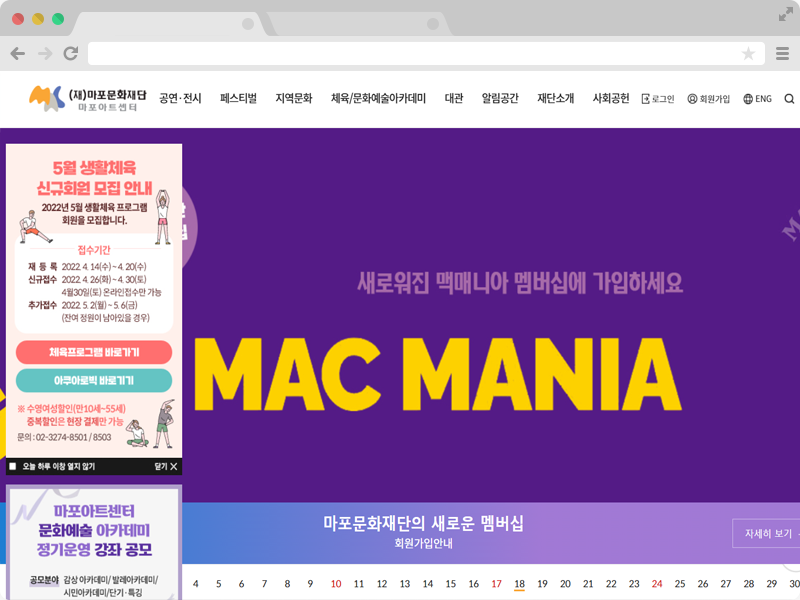 (재)마포문화재단
마포아트센터
공연·전시 페스티벌 지역문화 체육/문화예술아카데미 대관 알림공간 재단소개 사회공헌 로그인 회원가입 ENG
5월 생활체육
신규회원 모집 안내
2022년 5월 생활체육 프로그램
회원을 모집합니다.
접수기간
재 등 록 2022. 4. 14(수) ~ 4. 20(수)
신규접수 2022. 4. 26(화) ~ 4. 30(토)
4월30일(토) 온라인접수만 가능
추가접수 2022. 5. 2(월) ~ 5. 6(금)
(잔여 정원이 남아있을 경우)
체육프로그램 바로가기
아쿠아로빅 바로가기
※ 수영여성할인(만10세~55세)
중복할인은 현장 결제만 가능
문의 : 02-3274-8501 / 8503
오늘 하루 이창 열지 않기 닫기 X
새로워진 맥매니아 멤버십에 가입하세요
MAC MANIA
마포문화재단의 새로운 멤버십
회원가입안내
자세히 보기
마포아트센터
문화예술 아카데미
정기운영 강좌 공모
공모분야 감상 아카데미/ 발레아카데미/
시민아카데미/단기·특강
4 5 6 7 8 9 10 11 12 13 14 15 16 17 18 19 20 21 22 23 24 25 26 27 28 29 30